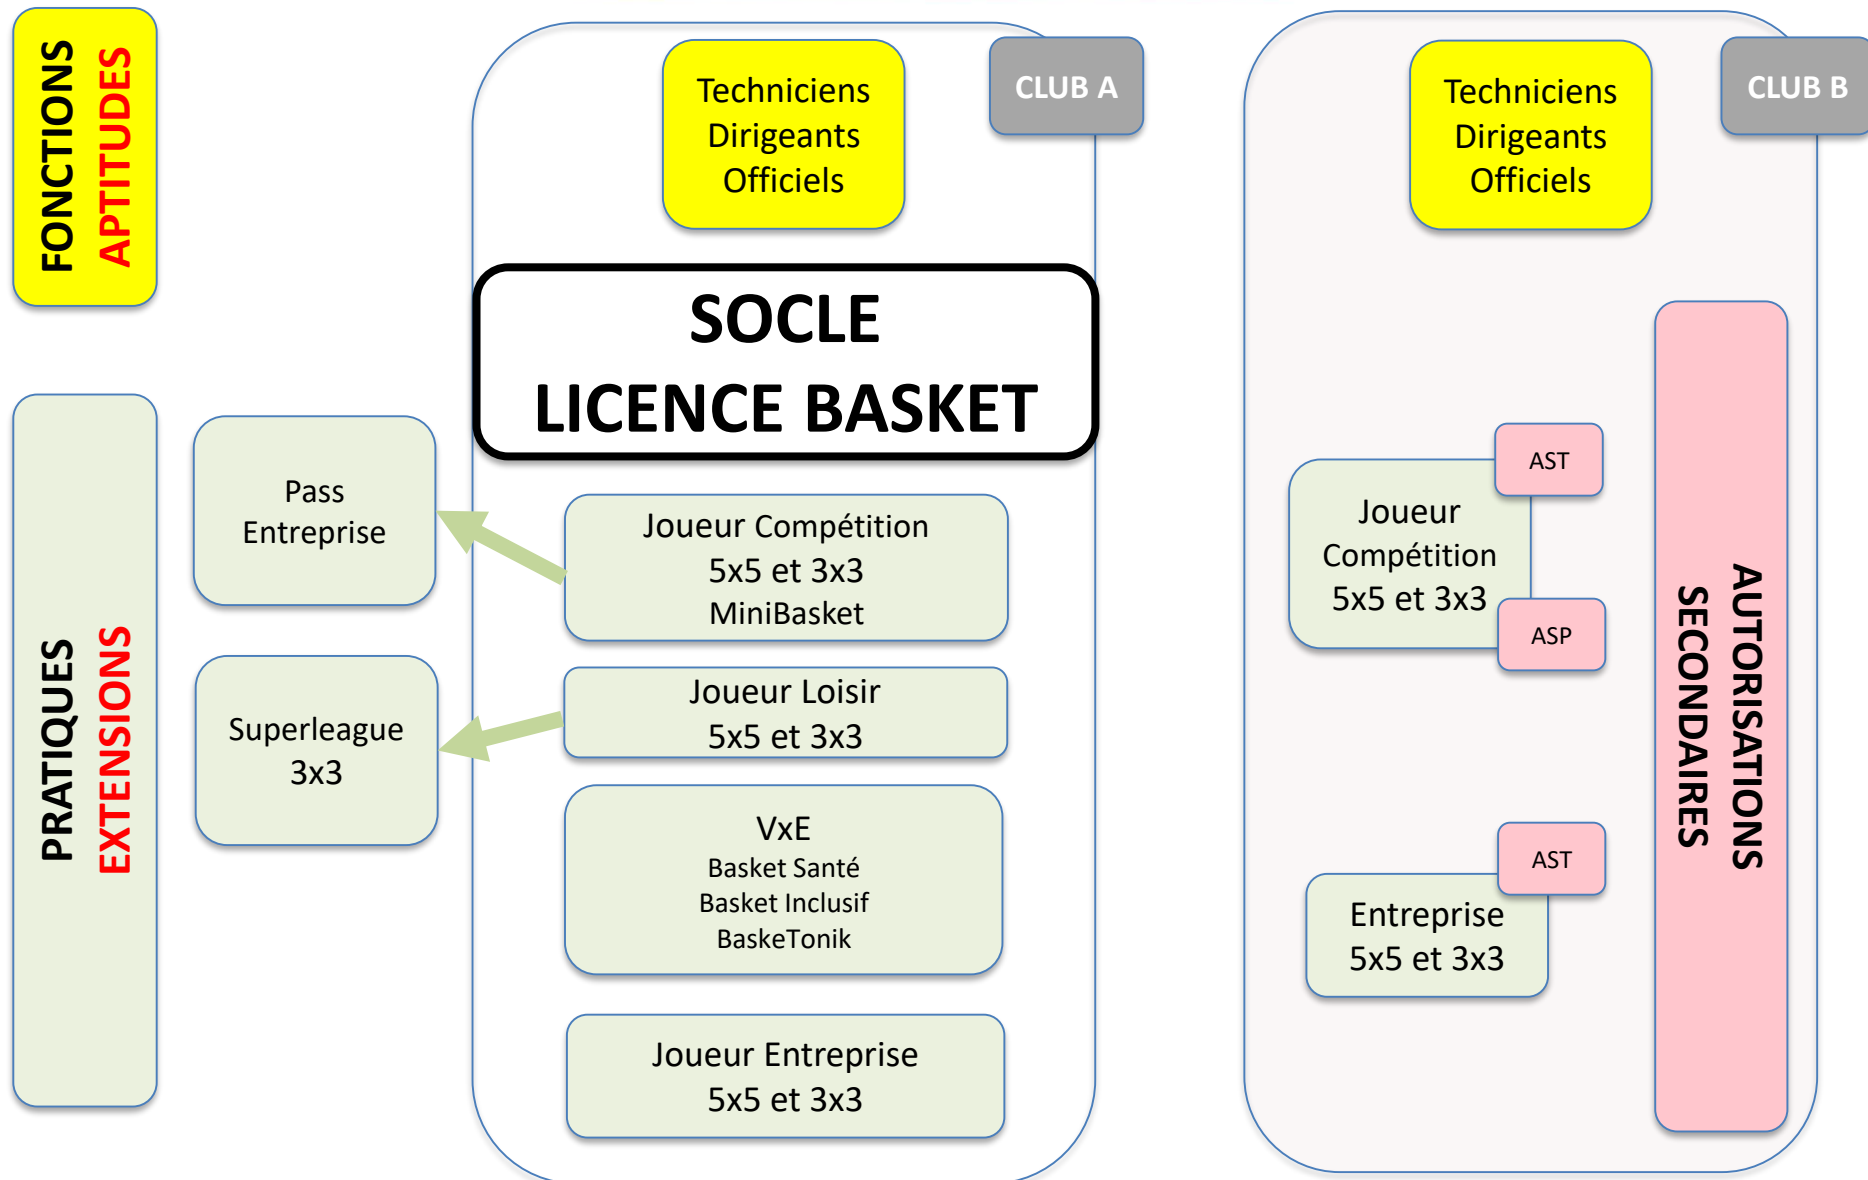 FONCTIONS
APTITUDES
Techniciens
Dirigeants
Officiels
CLUB A
Techniciens
Dirigeants
Officiels
CLUB B
SOCLE
LICENCE BASKET
PRATIQUES
EXTENSIONS
Pass
Entreprise
Superleague
3x3
Joueur Compétition
5x5 et 3x3
MiniBasket
Joueur Loisir
5x5 et 3x3
VxE
Basket Santé
Basket Inclusif
BaskeTonik
Joueur Entreprise
5x5 et 3x3
AST
Joueur
Compétition
5x5 et 3x3
ASP
AST
Entreprise
5x5 et 3x3
AUTORISATIONS
SECONDAIRES